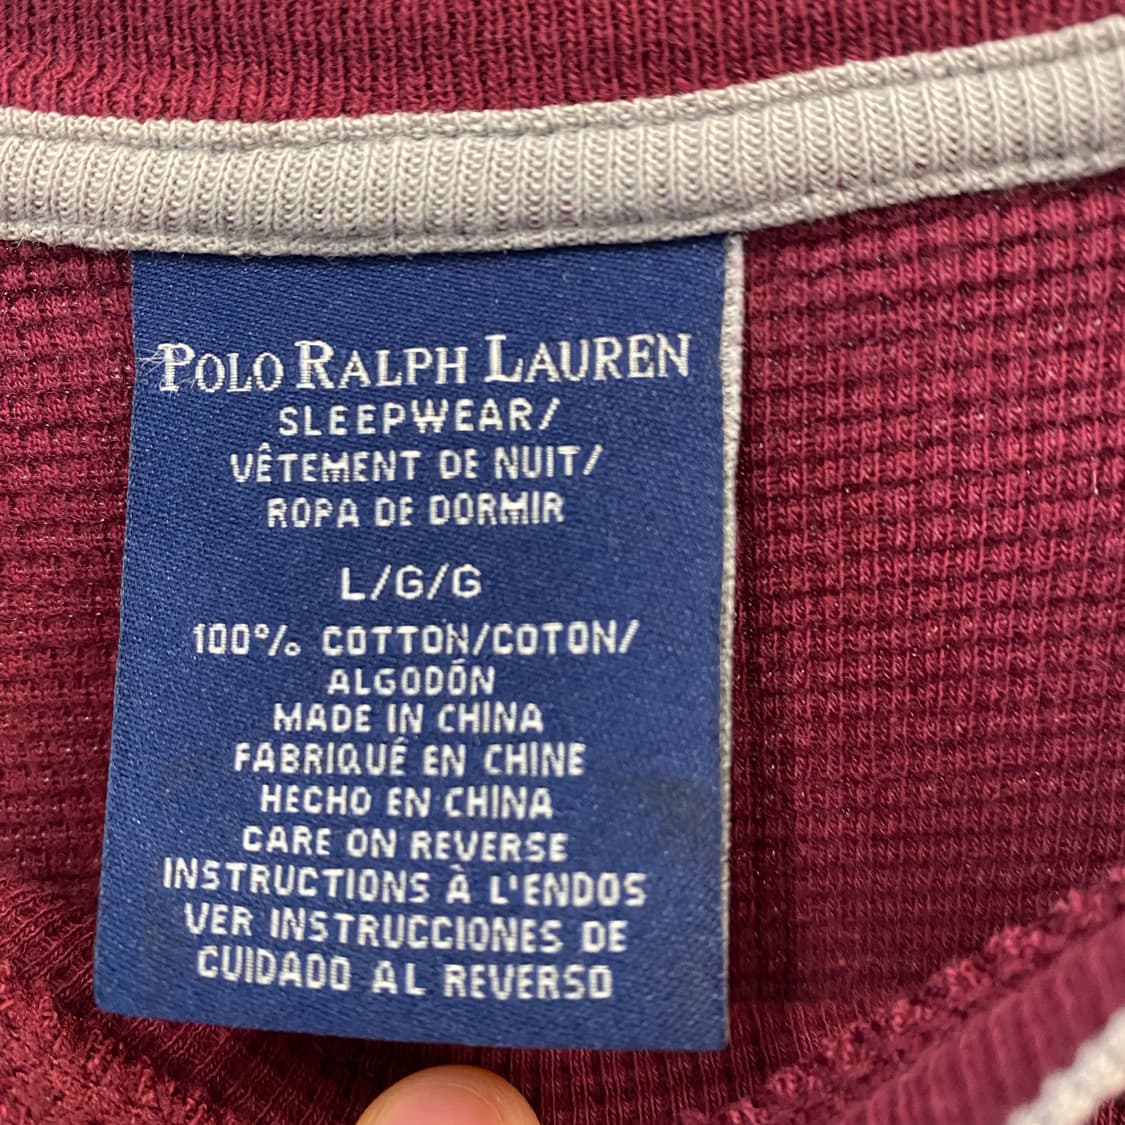 POLO RALPH LAUREN
SLEEPWEAR/
VÊTEMENT DE NUIT/
ROPA DE DORMIR
L/G/G
100% COTTON/COTON/
ALGODÓN
MADE IN CHINA
FABRIQUÉ EN CHINE
HECHO EN CHINA
CARE ON REVERSE
INSTRUCTIONS À L'ENDOS
VER INSTRUCCIONES DE
CUIDADO AL REVERSO